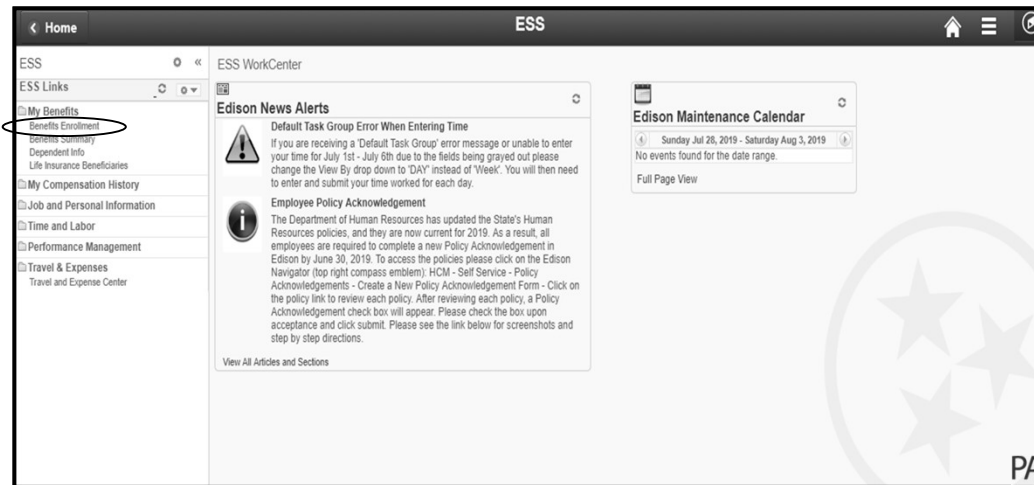 Home
ESS
ESS
ESS Links
My Benefits
Benefits Enrollment
Benefits Summary
Dependent Info
Life Insurance Beneficiaries
My Compensation History
Job and Personal Information
Time and Labor
Performance Management
Travel & Expenses
Travel and Expense Center
ESS WorkCenter
Edison News Alerts
Default Task Group Error When Entering Time
If you are receiving a 'Default Task Group' error message or unable to enter
your time for July 1st - July 6th due to the fields being grayed out please
change the View By drop down to 'DAY' instead of 'Week'. You will then need
to enter and submit your time worked for each day.
Employee Policy Acknowledgement
The Department of Human Resources has updated the State's Human
Resources policies, and they are now current for 2019. As a result, all
employees are required to complete a new Policy Acknowledgement in
Edison by June 30, 2019. To access the policies please click on the Edison
Navigator (top right compass emblem): HCM - Self Service - Policy
Acknowledgements - Create a New Policy Acknowledgement Form - Click on
the policy link to review each policy. After reviewing each policy, a Policy
Acknowledgement check box will appear. Please check the box upon
acceptance and click submit. Please see the link below for screenshots and
step by step directions.
View All Articles and Sections
Edison Maintenance Calendar
Sunday Jul 28, 2019 - Saturday Aug 3, 2019
No events found for the date range.
Full Page View
PA